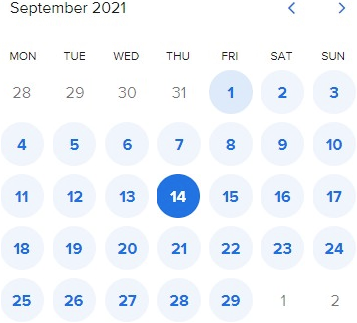 September 2021
MON TUE WED THU FRI SAT SUN
28 29 30 31 1 2 3
4 5 6 7 8 9 10
11 12 13 14 15 16 17
18 19 20 21 22 23 24
25 26 27 28 29 1 2